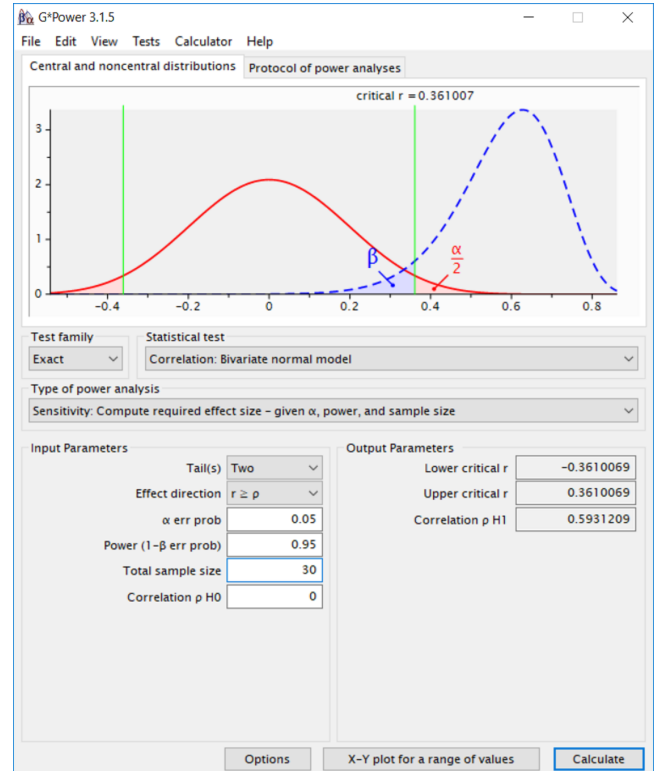 G*Power 3.1.5
File Edit View Tests Calculator Help
Central and noncentral distributions Protocol of power analyses
critical r = 0.361007
3
2
1
0
β
α
2
-0.4 -0.2 0 0.2 0.4 0.6 0.8
Test family Statistical test
Exact Correlation: Bivariate normal model
Type of power analysis
Sensitivity: Compute required effect size - given α, power, and sample size
Input Parameters Output Parameters
Tail(s) Two Lower critical r -0.3610069
Effect direction r ≥ ρ Upper critical r 0.3610069
α err prob 0.05 Correlation ρ H1 0.5931209
Power (1-β err prob) 0.95
Total sample size 30
Correlation ρ H0 0
Options X-Y plot for a range of values Calculate